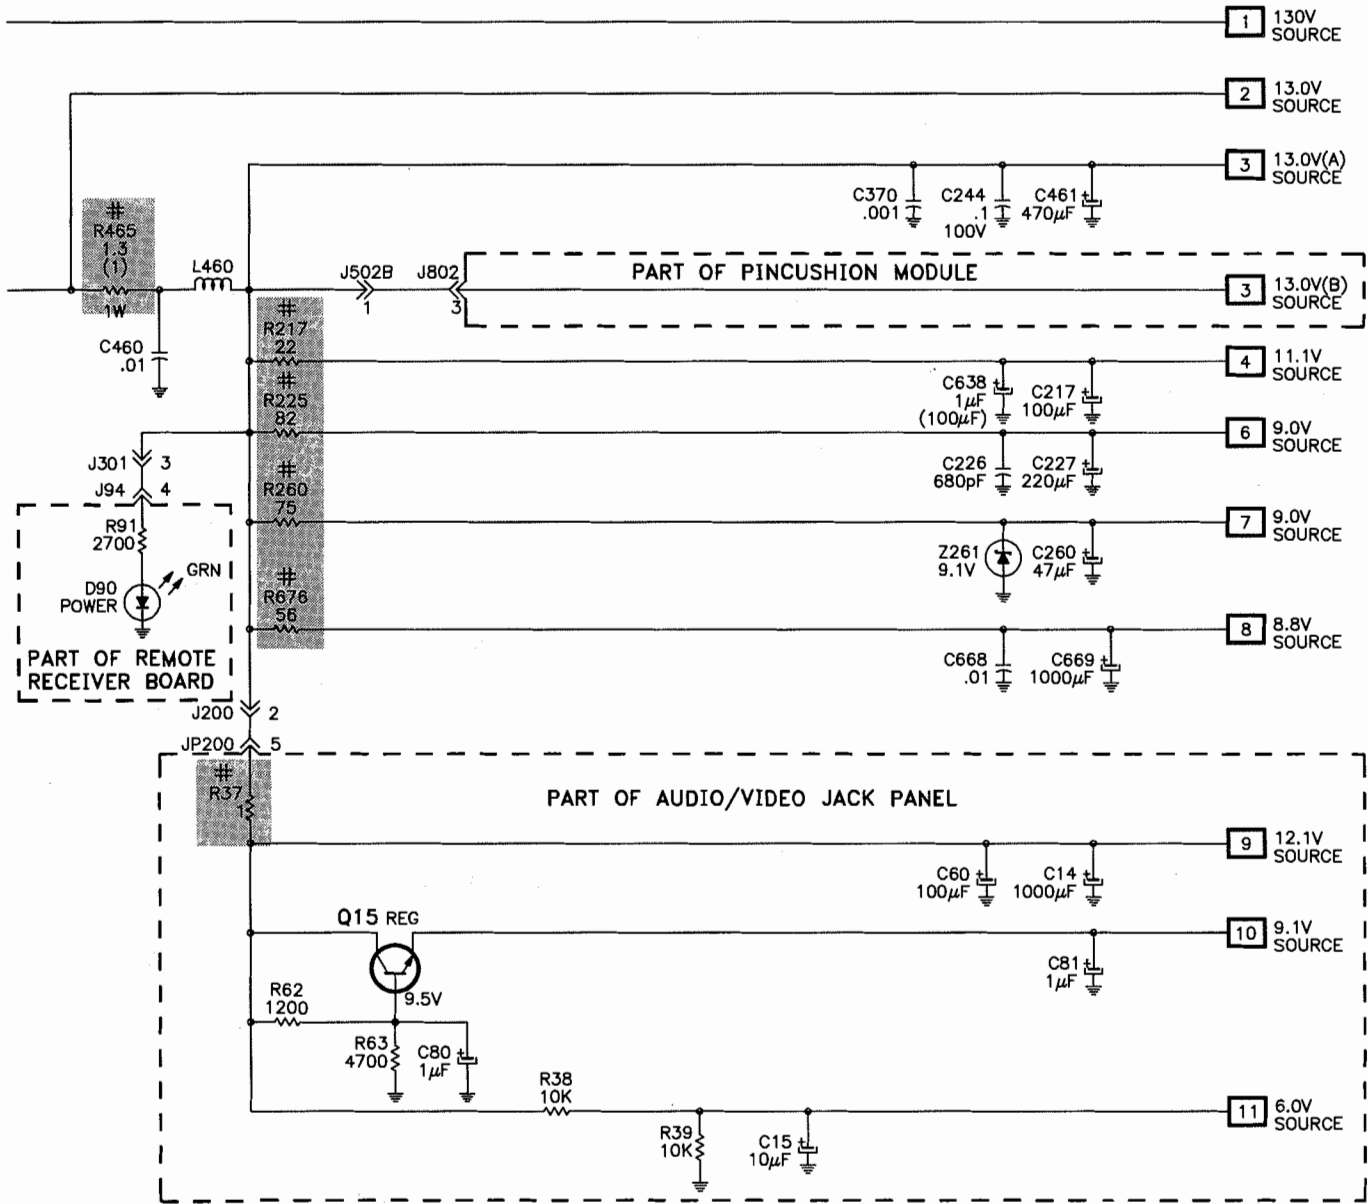 1 130V
SOURCE
2 13.0V
SOURCE
3 13.0V(A)
SOURCE
C370
.001
C244
.1
100V
C461
+
470µF
#
R465
1.3
(1)
1W
L460
C460
.01
J502B
1
J802
3
PART OF PINCUSHION MODULE
3 13.0V(B)
SOURCE
#
R217
22
4 11.1V
SOURCE
C638
+
1µF
(100µF)
C217
+
100µF
#
R225
82
6 9.0V
SOURCE
C226
680pF
C227
+
220µF
J301 3
J94 4
R91
2700
D90
POWER
GRN
PART OF REMOTE
RECEIVER BOARD
#
R260
75
7 9.0V
SOURCE
Z261
9.1V
C260
+
47µF
#
R676
56
8 8.8V
SOURCE
C668
.01
C669
+
1000µF
J200 2
JP200 5
#
R37
1
PART OF AUDIO/VIDEO JACK PANEL
9 12.1V
SOURCE
C60
+
100µF
C14
+
1000µF
Q15 REG
9.5V
10 9.1V
SOURCE
C81
+
1µF
R62
1200
R63
4700
C80
+
1µF
R38
10K
11 6.0V
SOURCE
R39
10K
C15
+
10µF